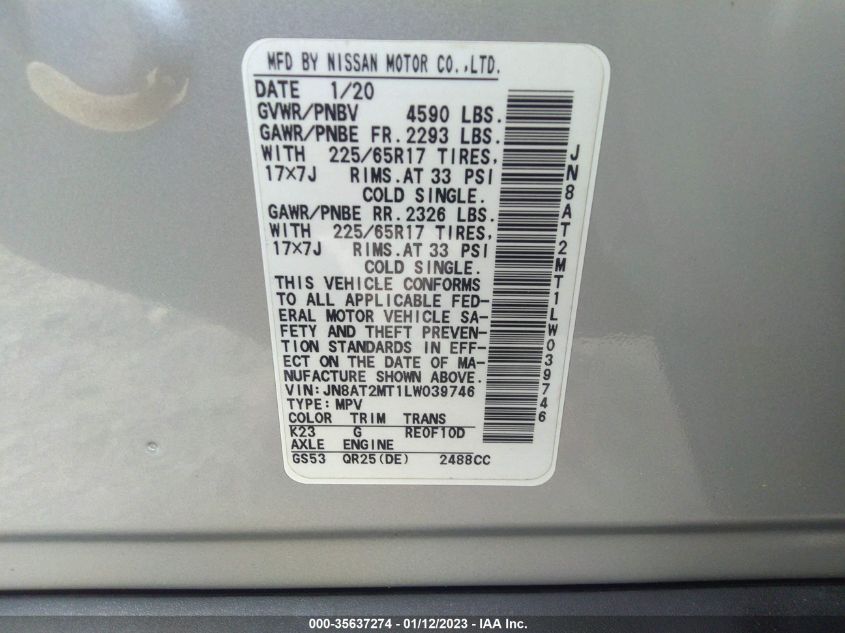 MFD BY NISSAN MOTOR CO.,LTD.
DATE 1/20
GVWR/PNBV 4590 LBS.
GAWR/PNBE FR.2293 LBS.
WITH 225/65R17 TIRES,
17×7J RIMS.AT 33 PSI
COLD SINGLE.
GAWR/PNBE RR.2326 LBS.
WITH 225/65R17 TIRES,
17×7J RIMS.AT 33 PSI
COLD SINGLE.
THIS VEHICLE CONFORMS
TO ALL APPLICABLE FED-
ERAL MOTOR VEHICLE SA-
FETY AND THEFT PREVEN-
TION STANDARDS IN EFF-
ECT ON THE DATE OF MA-
NUFACTURE SHOWN ABOVE.
VIN:JN8AT2MT1LW039746
TYPE:MPV
COLOR TRIM TRANS
K23 G RE0F10D
AXLE ENGINE
GS53 QR25(DE) 2488CC
JN8AT2MT1LW039746
000-35637274 - 01/12/2023 - IAA Inc.